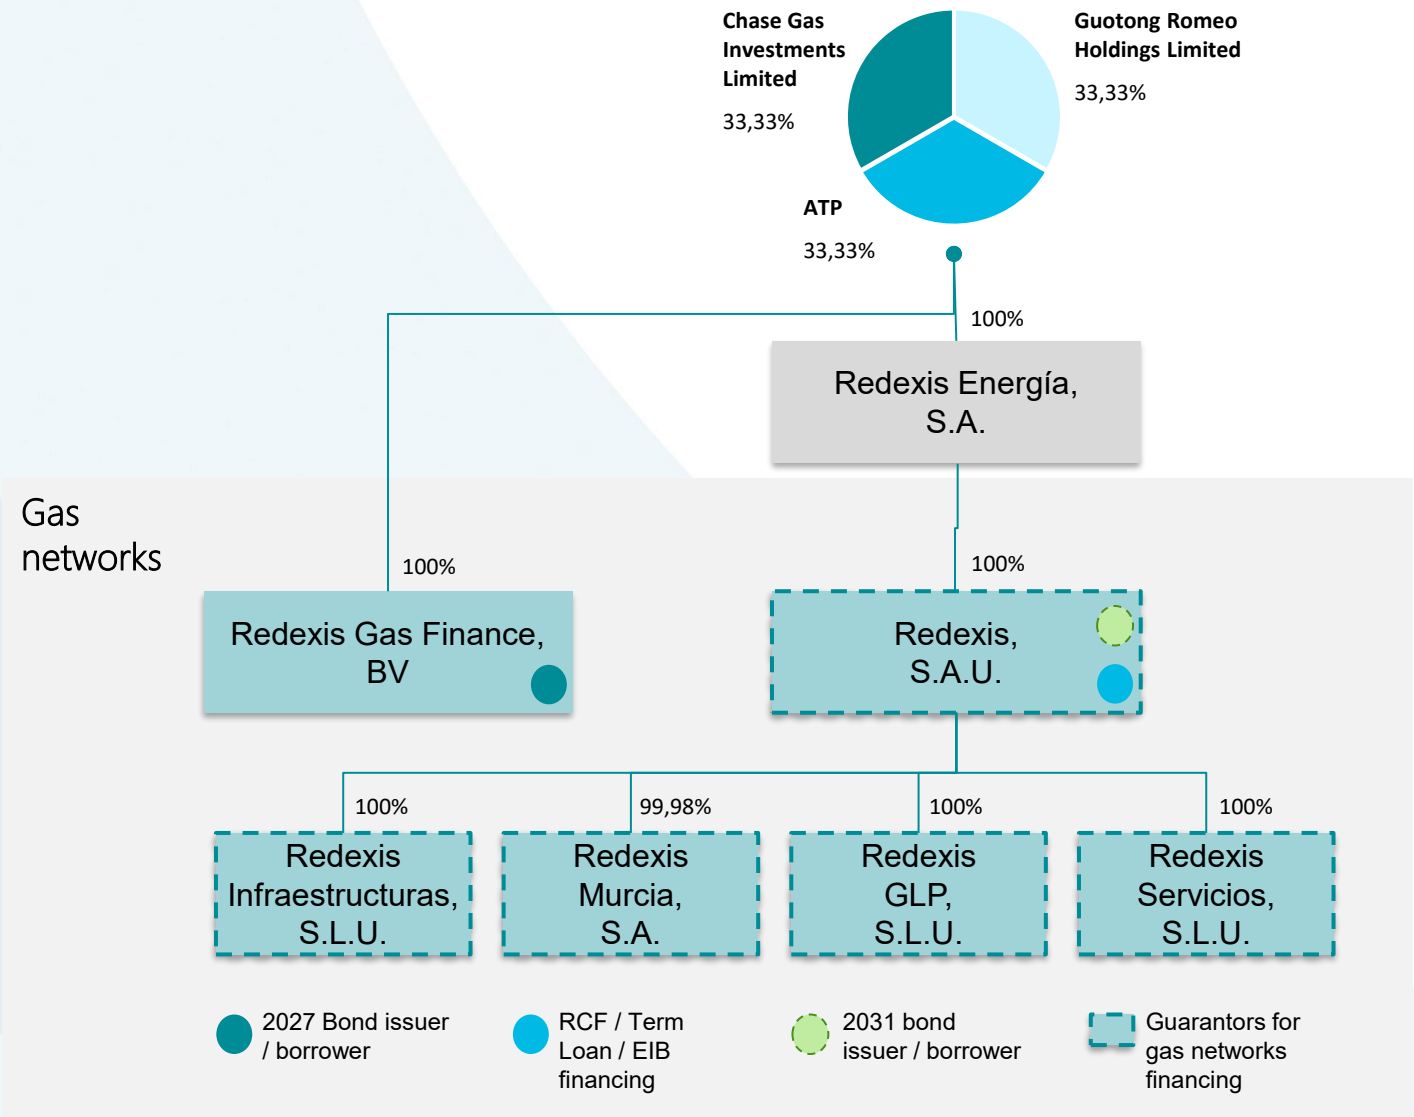 Chase Gas
Investments
Limited
33,33%
Guotong Romeo
Holdings Limited
33,33%
ATP
33,33%
100%
Redexis Energía,
S.A.
Gas
networks
100%
100%
Redexis Gas Finance,
BV
Redexis,
S.A.U.
100%
99,98%
100%
100%
Redexis
Infraestructuras,
S.L.U.
Redexis
Murcia,
S.A.
Redexis
GLP,
S.L.U.
Redexis
Servicios,
S.L.U.
2027 Bond issuer
/ borrower
RCF / Term
Loan / EIB
financing
2031 bond
issuer / borrower
Guarantors for
gas networks
financing